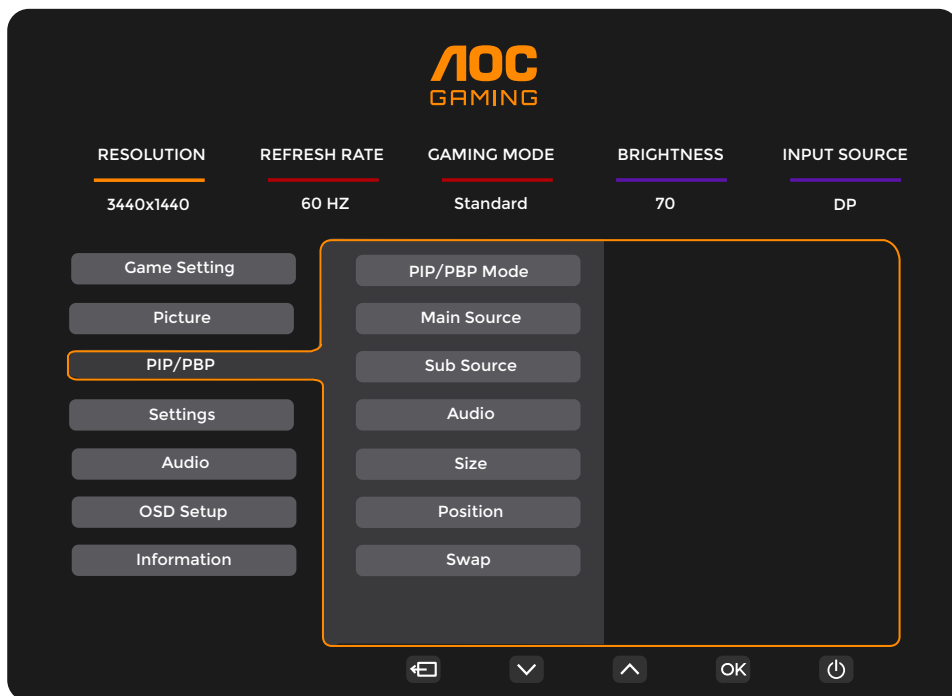 AOC
GAMING
RESOLUTION REFRESH RATE GAMING MODE BRIGHTNESS INPUT SOURCE
3440x1440 60 HZ Standard 70 DP
Game Setting
Picture
PIP/PBP
Settings
Audio
OSD Setup
Information
PIP/PBP Mode
Main Source
Sub Source
Audio
Size
Position
Swap
OK